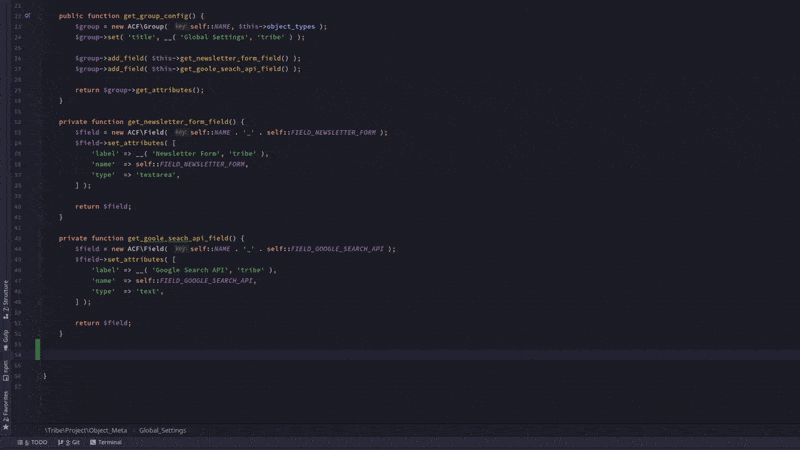 21
22 public function get_group_config() {
23 $group = new ACF\Group( self::NAME, $this->object_types );
24 $group->set( 'title', __( 'Global Settings', 'tribe' ) );
25
26 $group->add_field( $this->get_newsletter_form_field() );
27 $group->add_field( $this->get_goole_seach_api_field() );
28
29 return $group->get_attributes();
30 }
31
32 private function get_newsletter_form_field() {
33 $field = new ACF\Field( key: self::NAME . '_' . self::FIELD_NEWSLETTER_FORM );
34 $field->set_attributes( [
35 'label' => __( 'Newsletter Form', 'tribe' ),
36 'name' => self::FIELD_NEWSLETTER_FORM,
37 'type' => 'textarea',
38 ] );
39
40 return $field;
41 }
42
43 private function get_goole_seach_api_field() {
44 $field = new ACF\Field( key: self::NAME . '_' . self::FIELD_GOOGLE_SEARCH_API );
45 $field->set_attributes( [
46 'label' => __( 'Google Search API', 'tribe' ),
47 'name' => self::FIELD_GOOGLE_SEARCH_API,
48 'type' => 'text',
49 ] );
50
51 return $field;
52 }
53
54
55
56 }
57
Z: Structure
Gulp
npm
2: Favorites
\Tribe\Project\Object_Meta › Global_Settings
6: TODO 9: Git Terminal